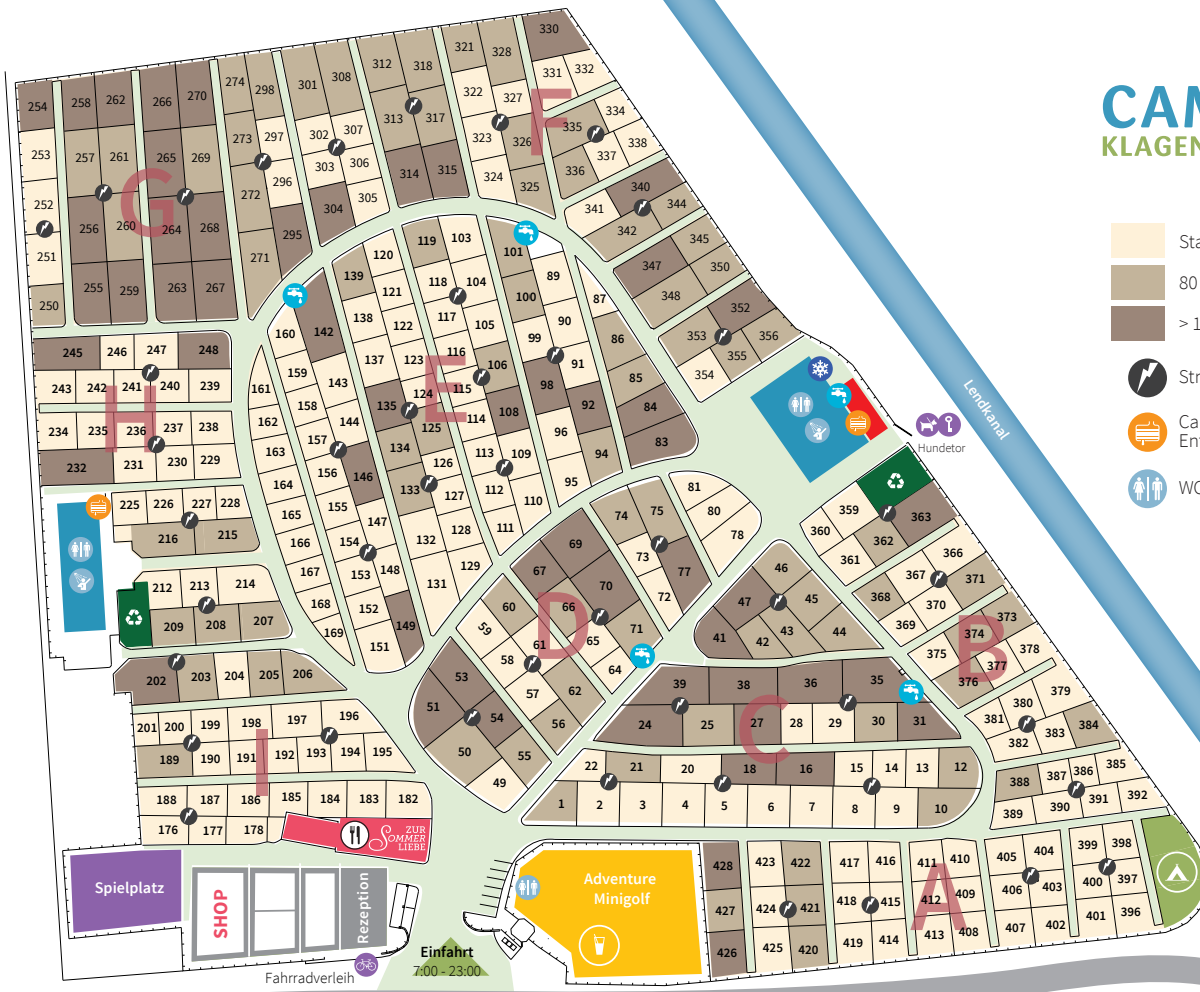 CAM
KLAGEN
Sta
80
> 1
Str
Ca
Ent
WC
Lendkanal
Hundetor
G
F
E
H
D
B
C
I
A
254 258 262 266 270 274 298 301 308 312 318 321 328 330
331 332
322 327
253 257 261 265 269 273 297 302 307 313 317 323 326 335 334
303 306 337 338
252 256 260 264 268 272 296 304 305 314 315 324 325 336
251 295 341 340 344
342
250 255 259 263 267 271 345
347 350
348
352
353 356
355
354
119 103 101
120 139 118 104 100 89 87
121 117 105 99 90 86
160 142 138 122 116 106 91 85
159 137 123 115 98 92 84
161 158 143 135 124 114 108 96 83
162 157 144 134 125 113 109 94
163 156 146 133 126 112 110 95
164 155 147 127 111
165 154 148 132 128
166 153 131 129
167 152 149
168 151
169
245 246 247 248
243 242 241 240 239
234 235 236 237 238
232 231 230 229
225 226 227 228
216 215
212 213 214
209 208 207
202 203 204 205 206
201 200 199 198 197 196
189 190 191 192 193 194 195
188 187 186 185 184 183 182
176 177 178
81
74 75 80
69 73 78
67 70 77
60 66 72
59 61 65 71
58 64
57 62
56
53
51 54
50 55
49
46
47 45
41 42 43 44
39 38 36 35
24 25 27 28 29 30 31
22 21 20 18 16 15 14 13 12
1 2 3 4 5 6 7 8 9 10
359 363
360 362
361 366
367 371
368 370
369 373
374 378
375 377
376 379
380
381 383 384
382 385
388 387 386
389 390 391 392
428 423 422 417 416 411 410 405 404 399 398
427 424 421 418 415 412 409 406 403 400 397
426 425 420 419 414 413 408 407 402 401 396
ZUR
SOMMER
LIEBE
Spielplatz
SHOP
Rezeption
Fahrradverleih
Einfahrt
7:00 - 23:00
Adventure
Minigolf